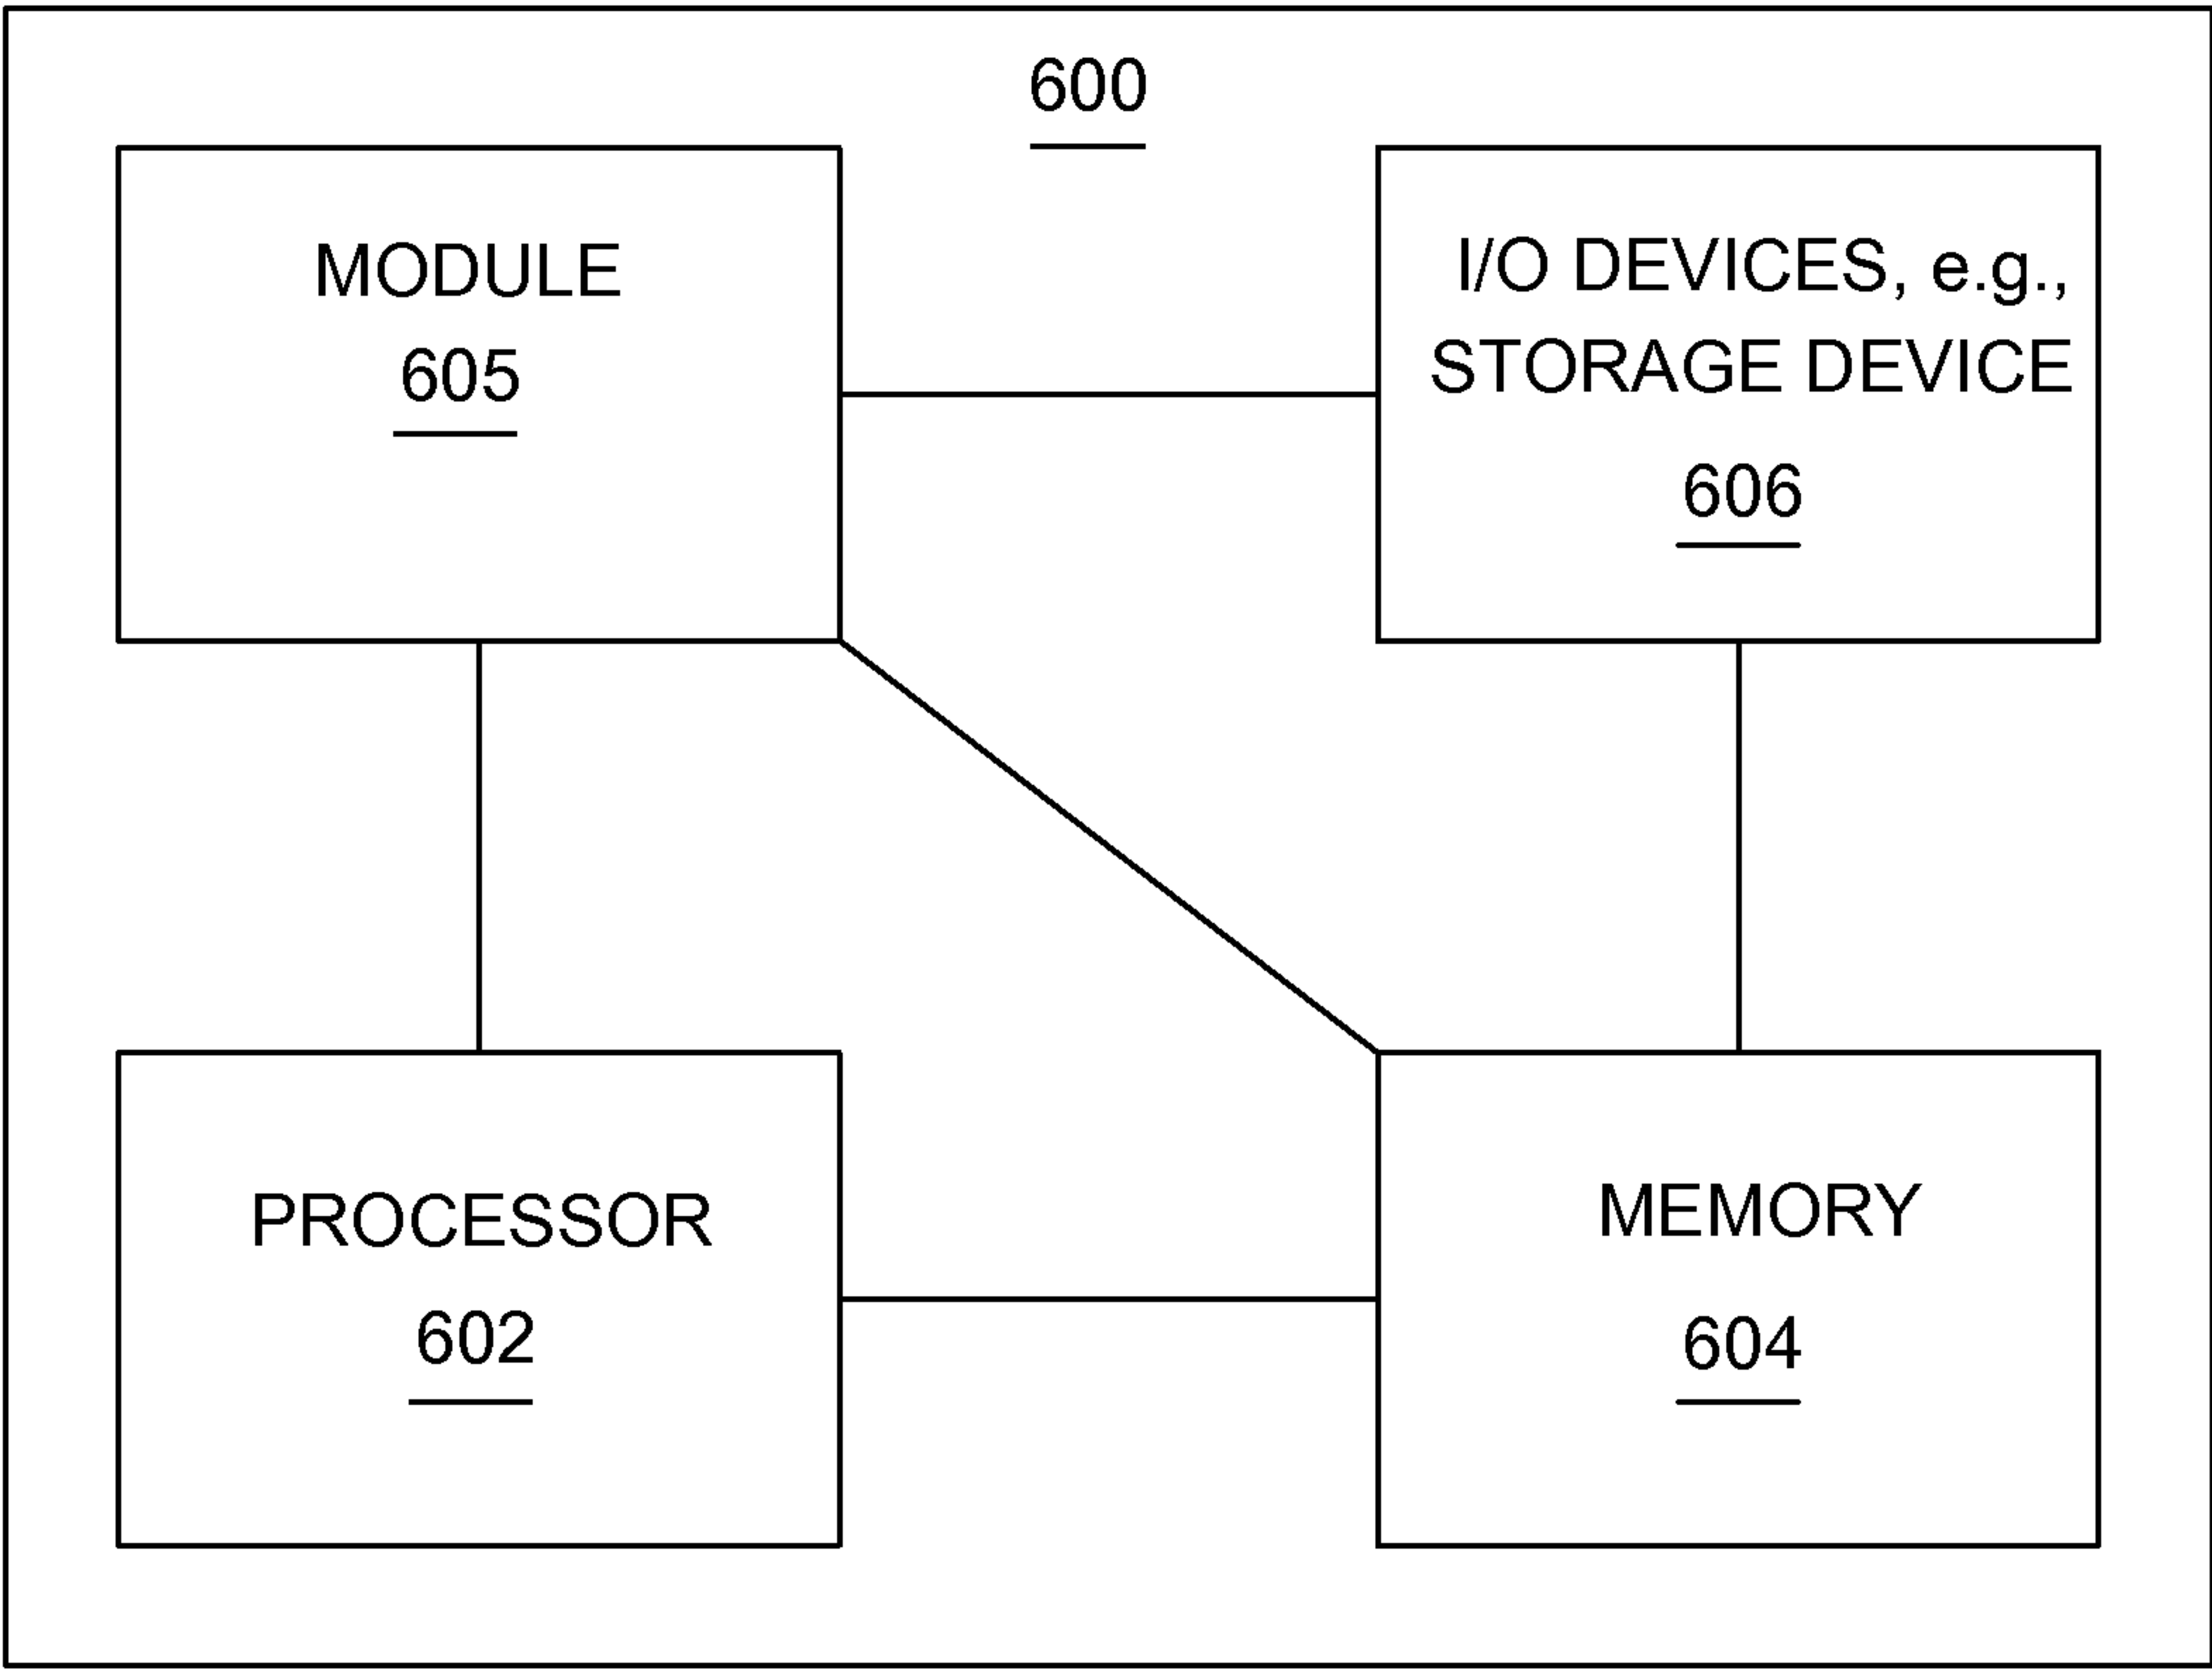 600
MODULE
605
I/O DEVICES, e.g.,
STORAGE DEVICE
606
PROCESSOR
602
MEMORY
604